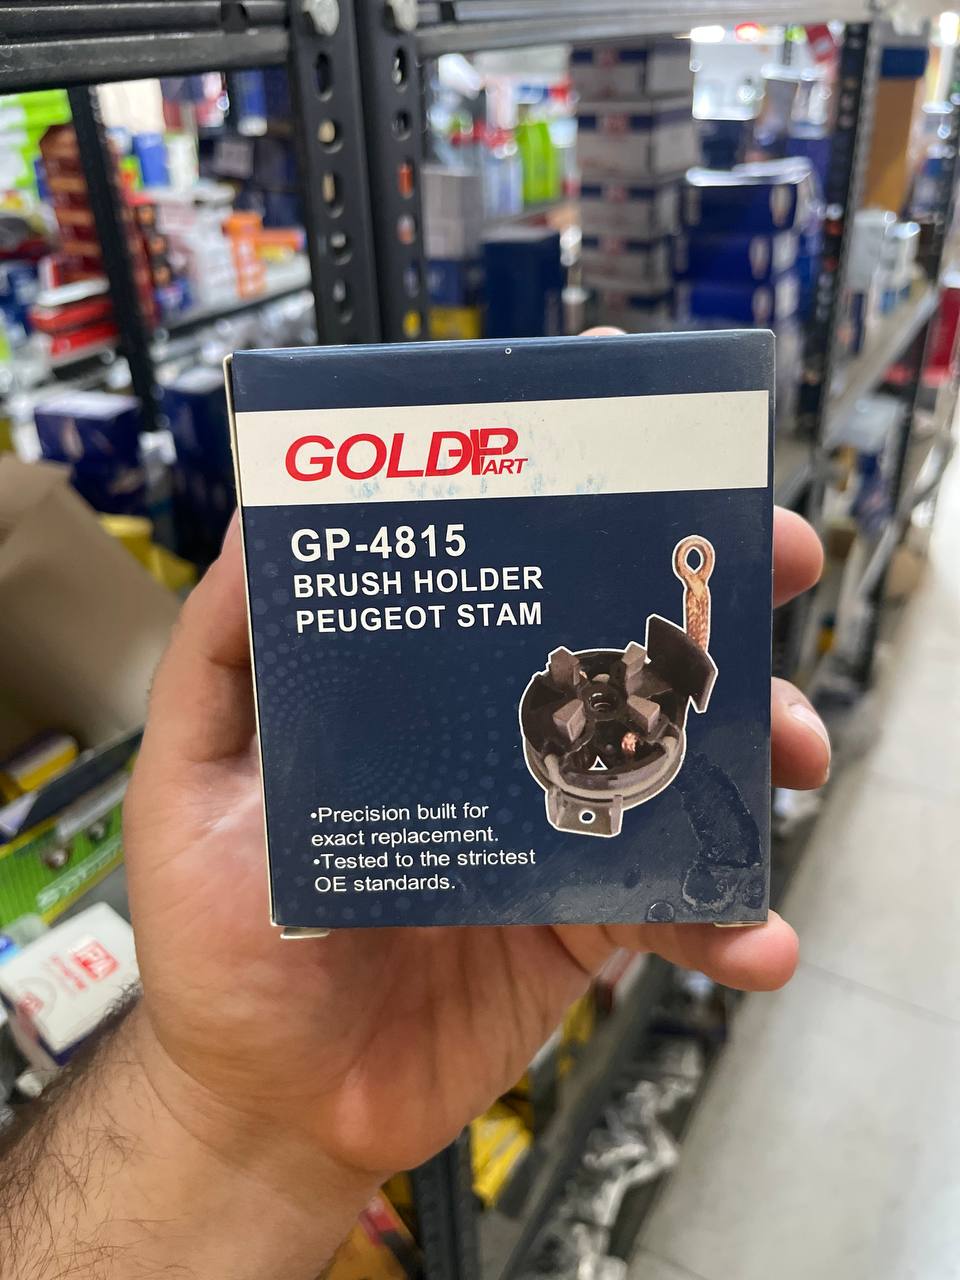 GOLDPART
GP-4815
BRUSH HOLDER
PEUGEOT STAM
•Precision built for
exact replacement.
•Tested to the strictest
OE standards.